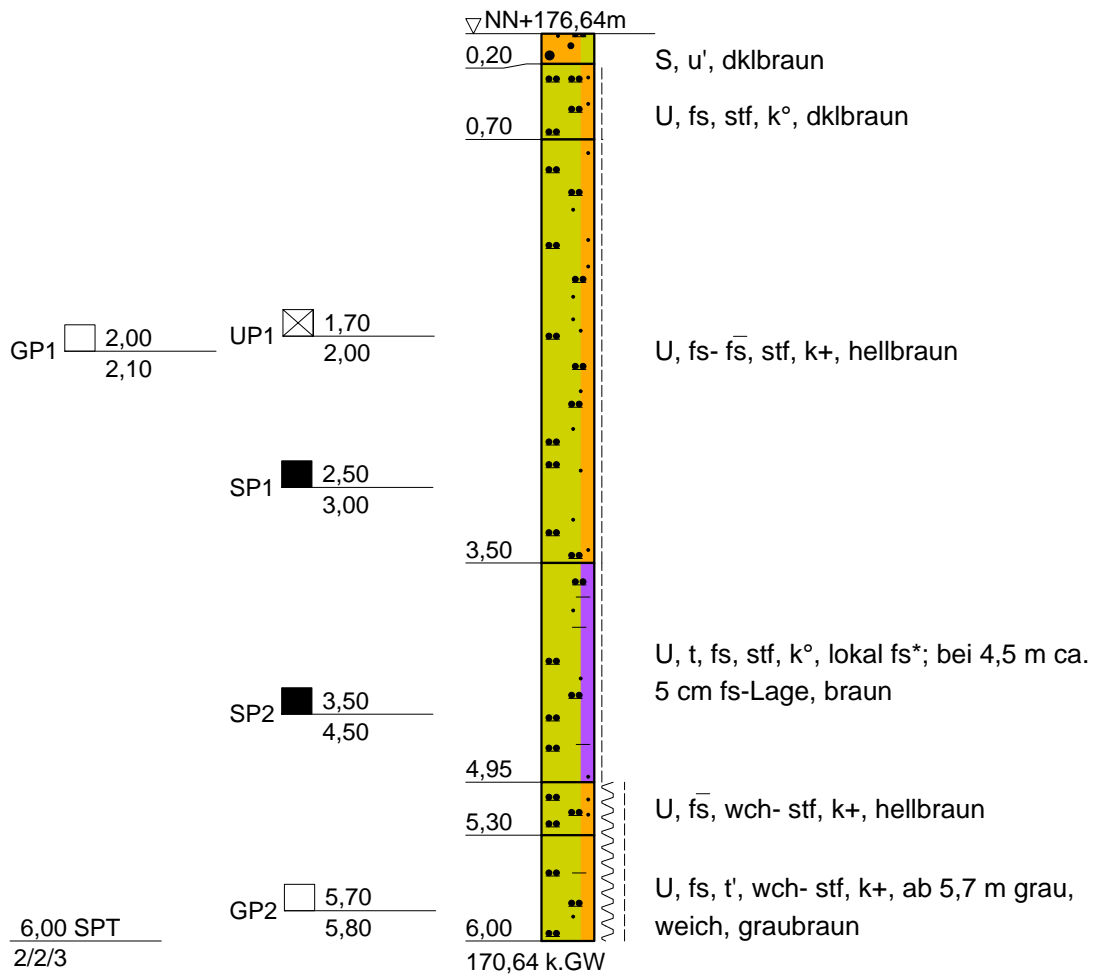 NN+176,64m
0,20
S, u', dklbraun
U, fs, stf, k°, dklbraun
0,70
GP1 2,00
2,10
UP1 1,70
2,00
U, fs- fs̅, stf, k+, hellbraun
SP1 2,50
3,00
3,50
U, t, fs, stf, k°, lokal fs*; bei 4,5 m ca.
5 cm fs-Lage, braun
SP2 3,50
4,50
4,95
U, fs̅, wch- stf, k+, hellbraun
5,30
GP2 5,70
5,80
U, fs, t', wch- stf, k+, ab 5,7 m grau,
weich, graubraun
6,00 SPT
2/2/3
6,00
170,64 k.GW